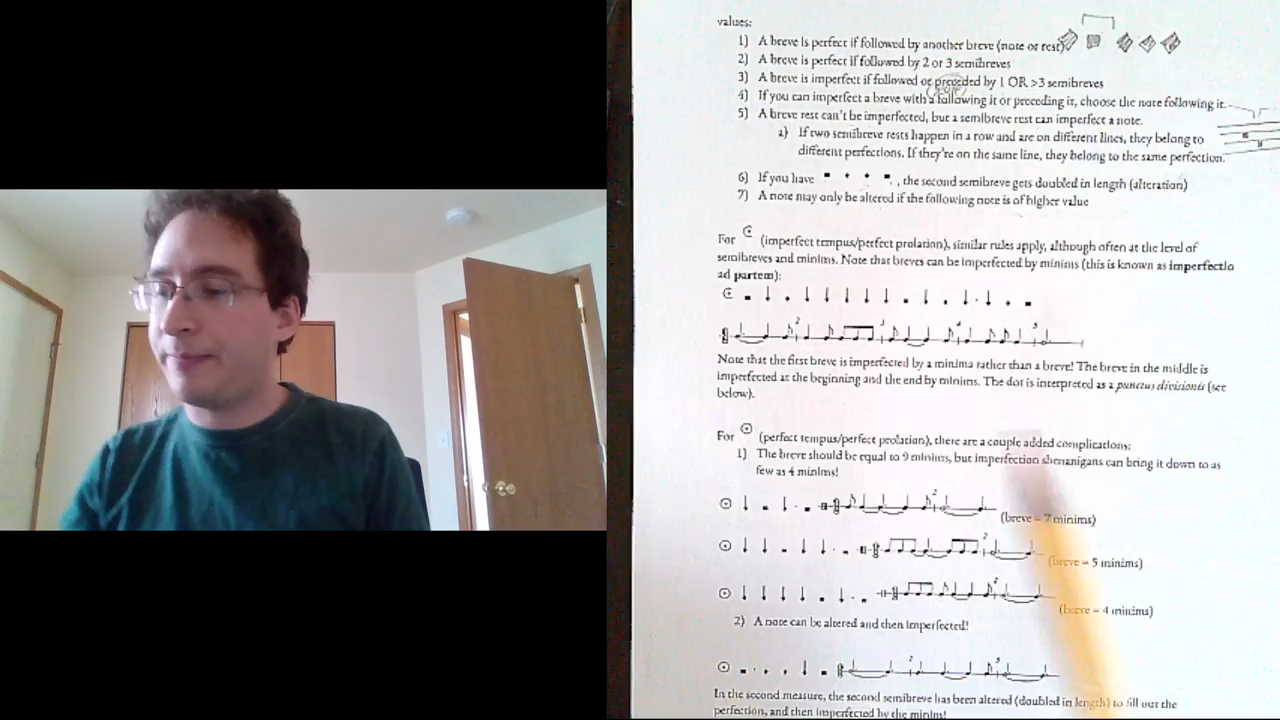 values:
1) A breve is perfect if followed by another breve (note or rest)
2) A breve is perfect if followed by 2 or 3 semibreves
3) A breve is imperfect if followed or preceded by 1 OR >3 semibreves
4) If you can imperfect a breve with a following it or preceding it, choose the note following it.
5) A breve rest can't be imperfected, but a semibreve rest can imperfect a note.
a) If two semibreve rests happen in a row and are on different lines, they belong to
different perfections. If they're on the same line, they belong to the same perfection.
6) If you have , the second semibreve gets doubled in length (alteration)
7) A note may only be altered if the following note is of higher value
For (imperfect tempus/perfect prolation), similar rules apply, although often at the level of
semibreves and minims. Note that breves can be imperfected by minims (this is known as imperfectio
ad partem):
2 3 4 5
Note that the first breve is imperfected by a minima rather than a breve! The breve in the middle is
imperfected at the beginning and the end by minims. The dot is interpreted as a punctus divisionis (see
below).
For (perfect tempus/perfect prolation), there are a couple added complications:
1) The breve should be equal to 9 minims, but imperfection shenanigans can bring it down to as
few as 4 minims!
2
(breve = 7 minims)
2
(breve = 5 minims)
2
(breve = 4 minims)
2) A note can be altered and then imperfected!
2 3
In the second measure, the second semibreve has been altered (doubled in length) to fill out the
perfection, and then imperfected by the minim!